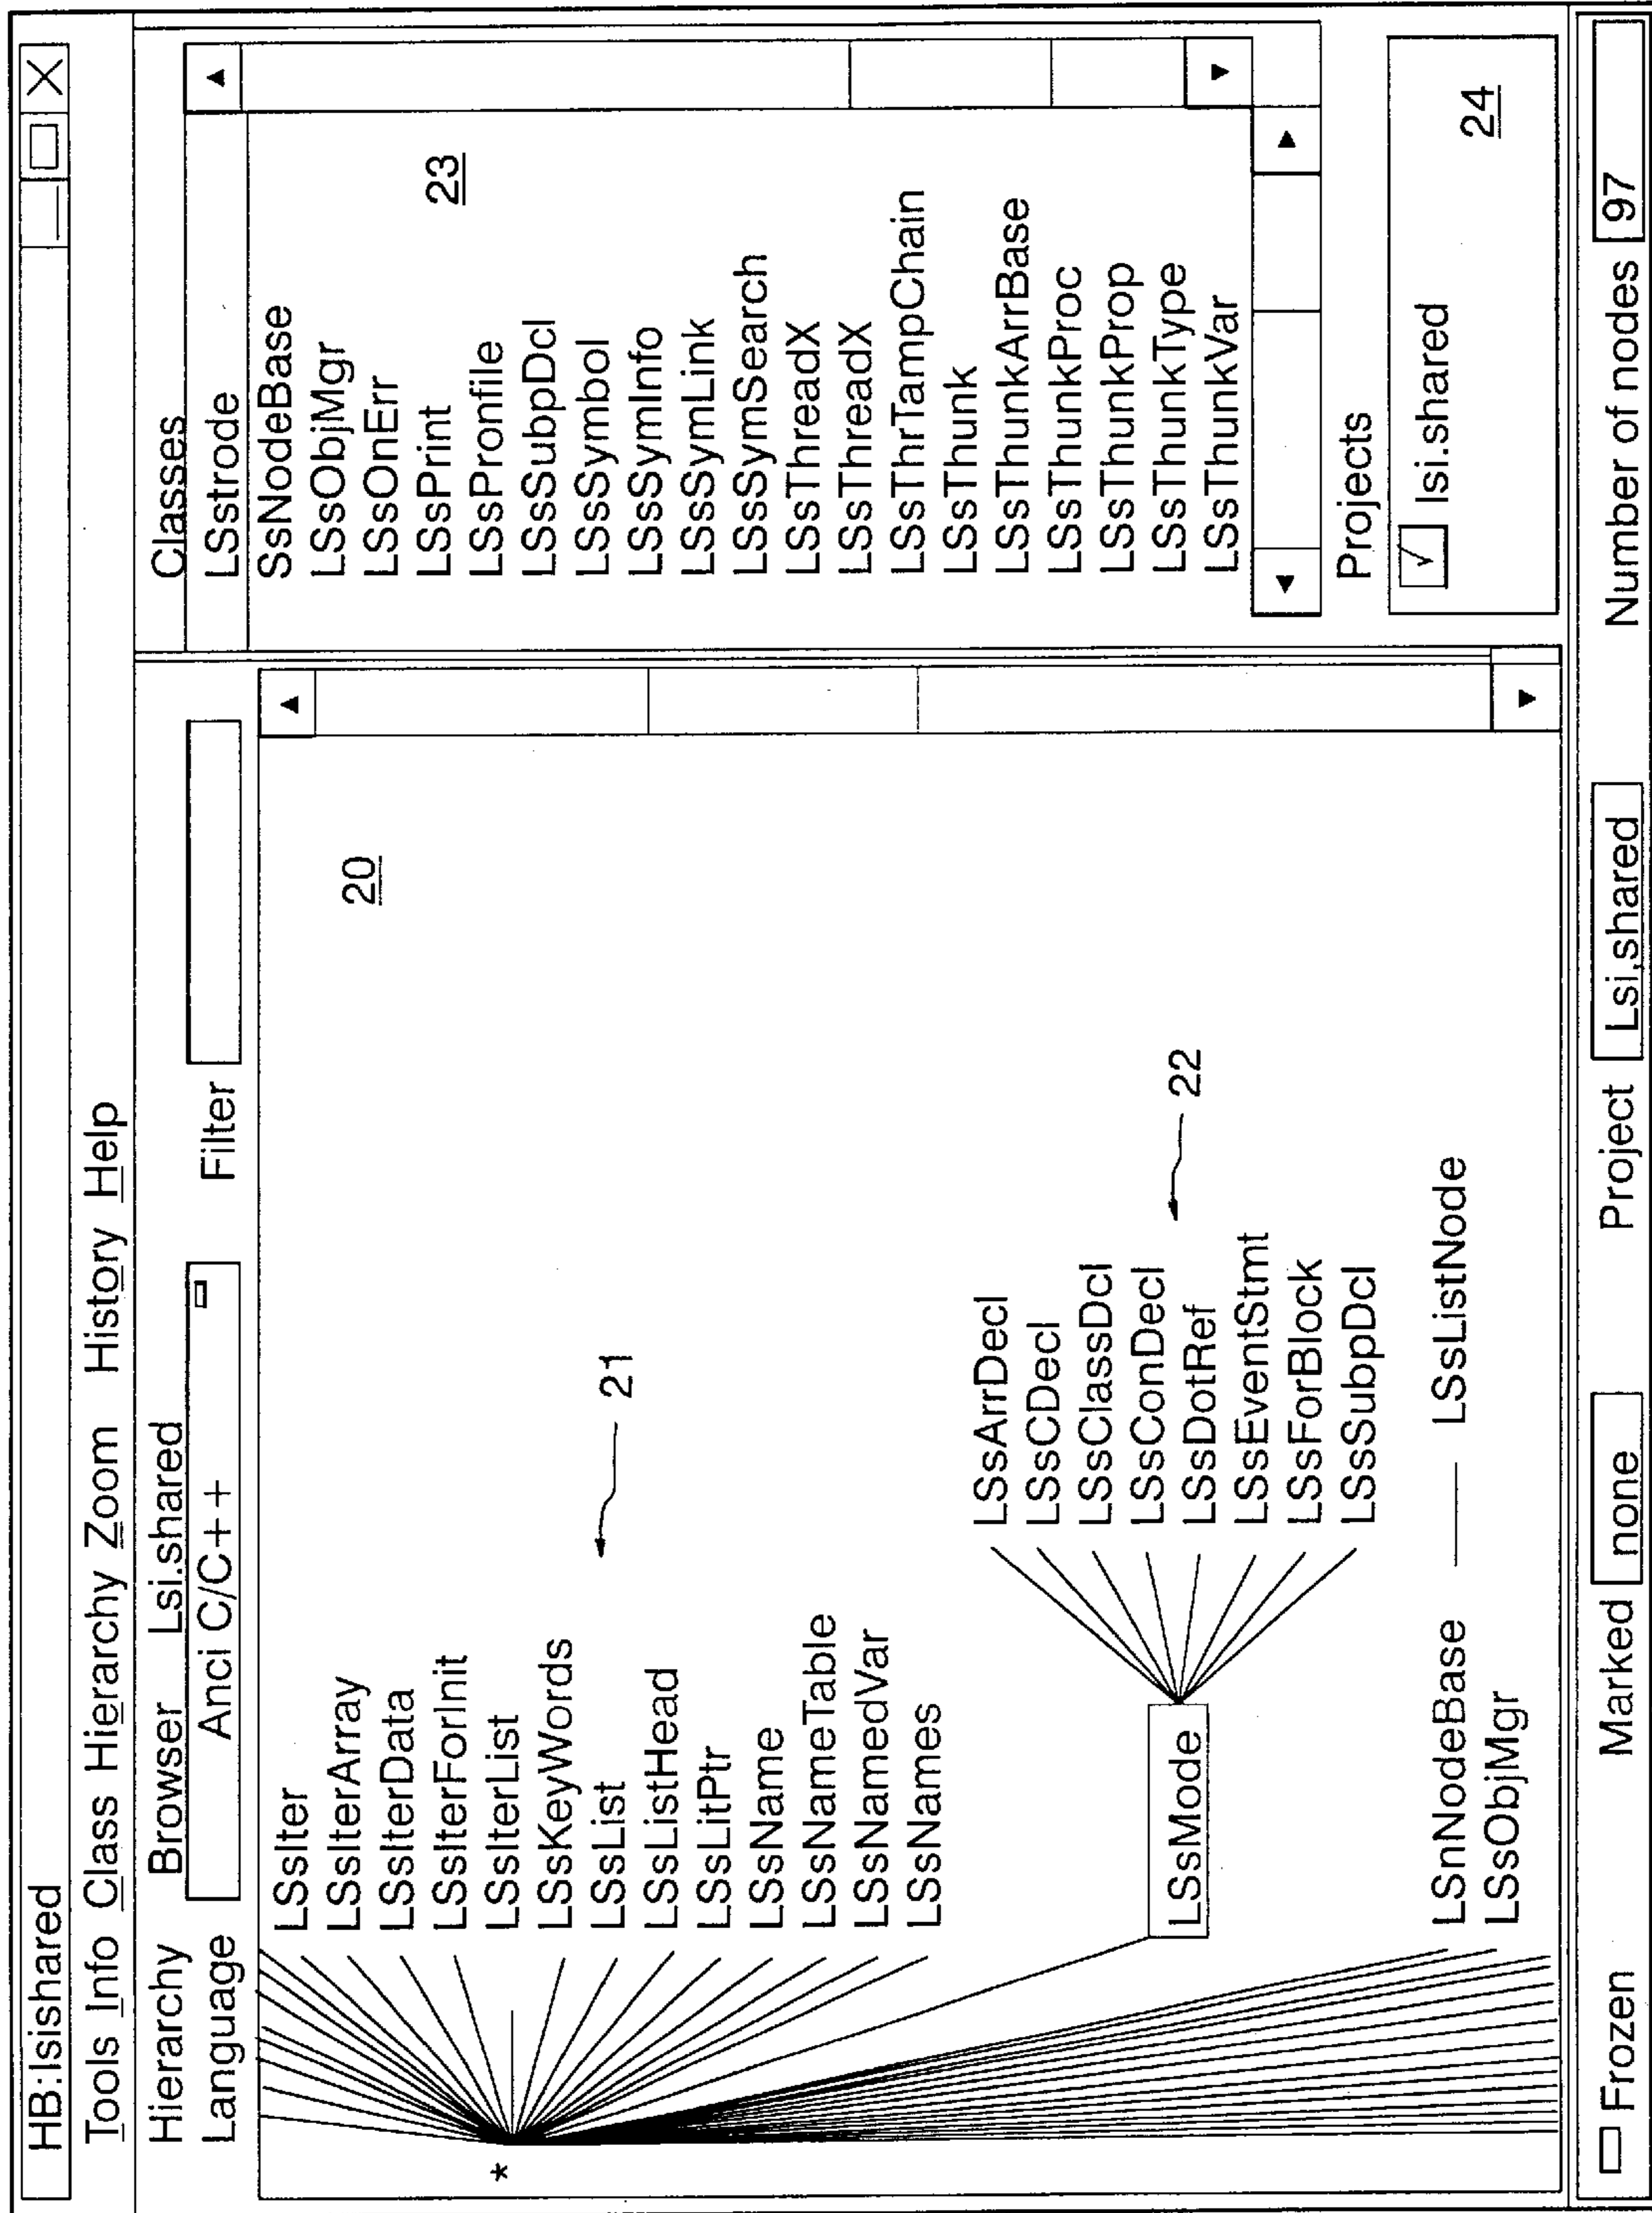 HB:lsishared
Tools Info Class Hierarchy Zoom History Help
Hierarchy Browser Lsi.shared
Language Anci C/C++ Filter
20
LSsIter
LSsIterArray
LSsIterData
LSsIterForInit
LSsIterList
LSsKeyWords
LSsList
LSsListHead
LSsLitPtr
LSsName
LSsNameTable
LSsNamedVar
LSsNames
21
*
LSsMode
LSsArrDecl
LSsCDecl
LSsClassDcl
LSsConDecl
LSsDotRef
LSsEventStmt
LSsForBlock
LSsSubpDcl
22
LSnNodeBase LSsListNode
LSsObjMgr
Classes
LSstrode
SsNodeBase
LSsObjMgr
LSsOnErr
LSsPrint
LSsPronfile
LSsSubpDcl
LSsSymbol
LSsSymInfo
LSsSymLink
LSsSymSearch
LSsThreadX
LSsThreadX
LSsThrTampChain
LSsThunk
LSsThunkArrBase
LSsThunkProc
LSsThunkProp
LSsThunkType
LSsThunkVar
23
Projects
√ lsi.shared
24
Frozen Marked none Project Lsi,shared Number of nodes 97